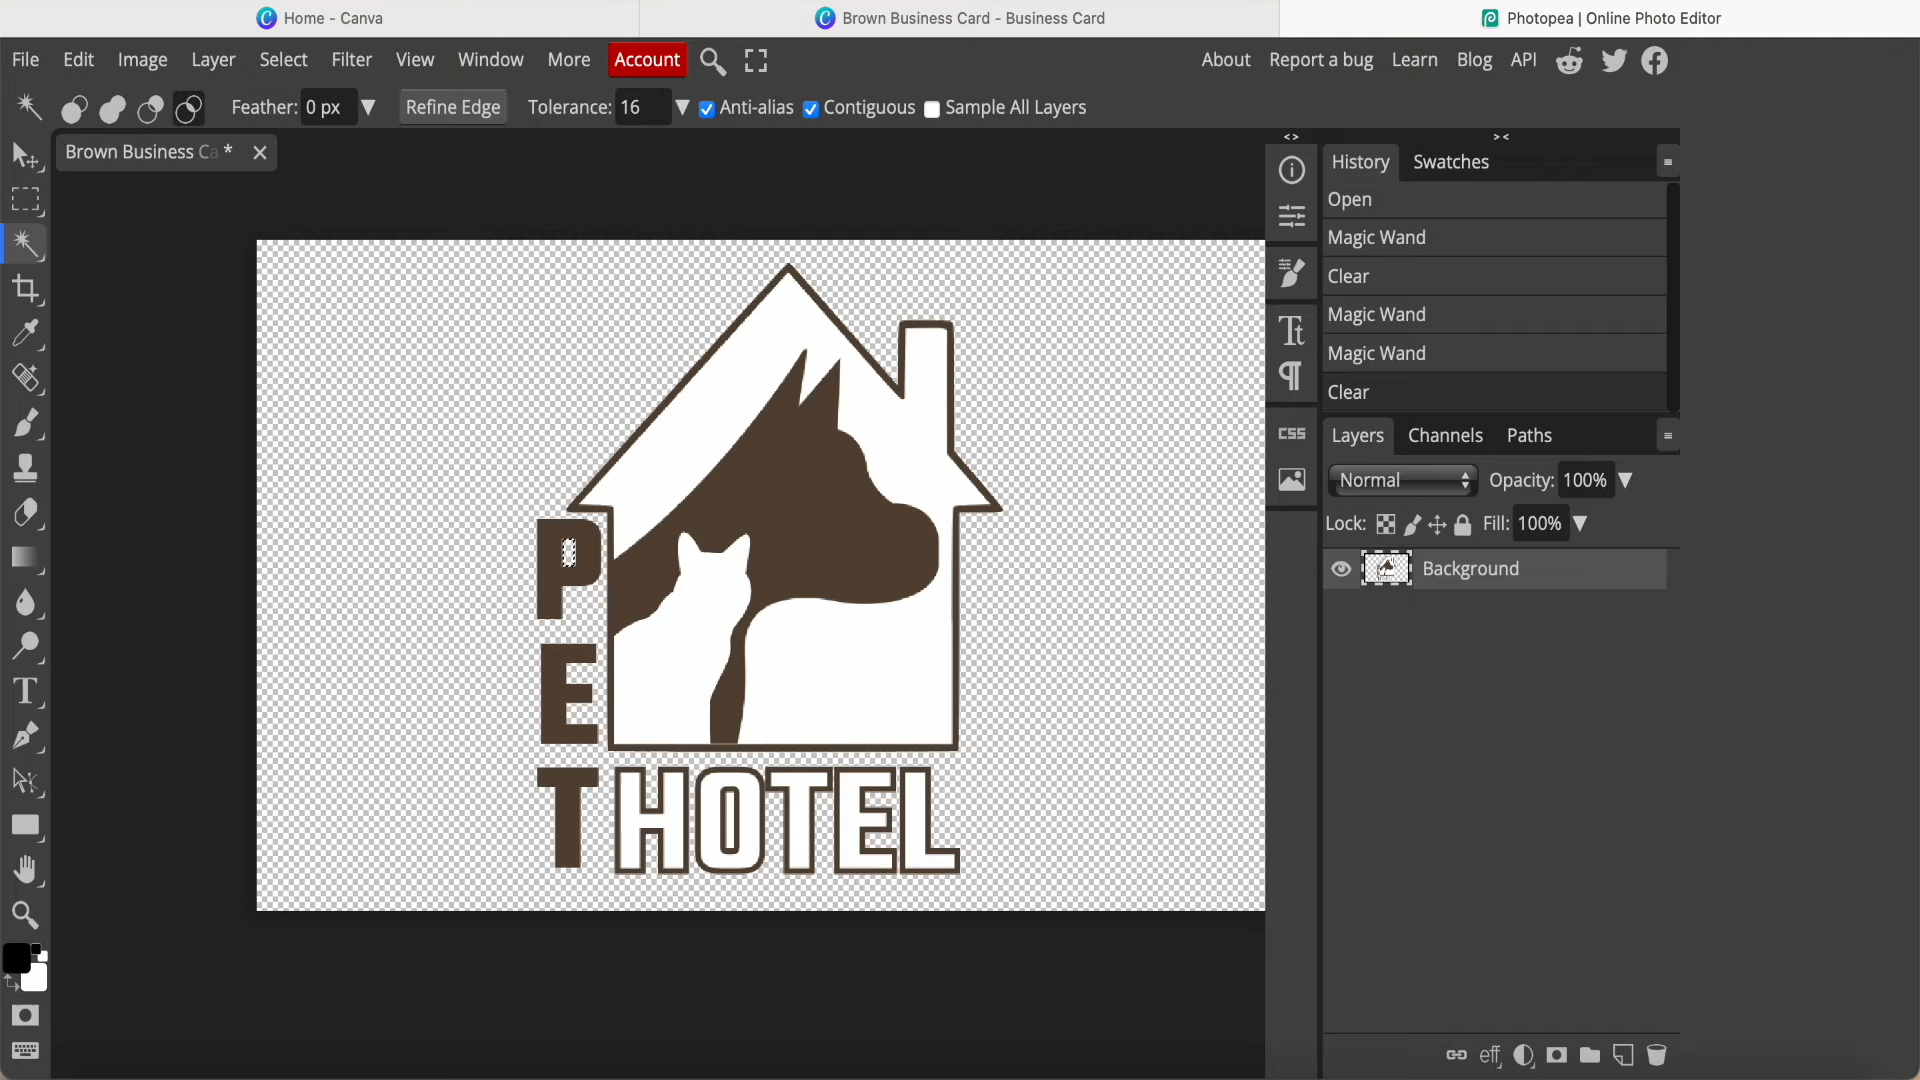 Home - Canva
Brown Business Card - Business Card
Photopea | Online Photo Editor
File Edit Image Layer Select Filter View Window More Account
About Report a bug Learn Blog API
Feather: 0 px Refine Edge Tolerance: 16 Anti-alias Contiguous Sample All Layers
Brown Business Ca *
History Swatches
Open
Magic Wand
Clear
Magic Wand
Magic Wand
Clear
Layers Channels Paths
Normal Opacity: 100%
Lock: Fill: 100%
Background
CSS
eff
PET
HOTEL